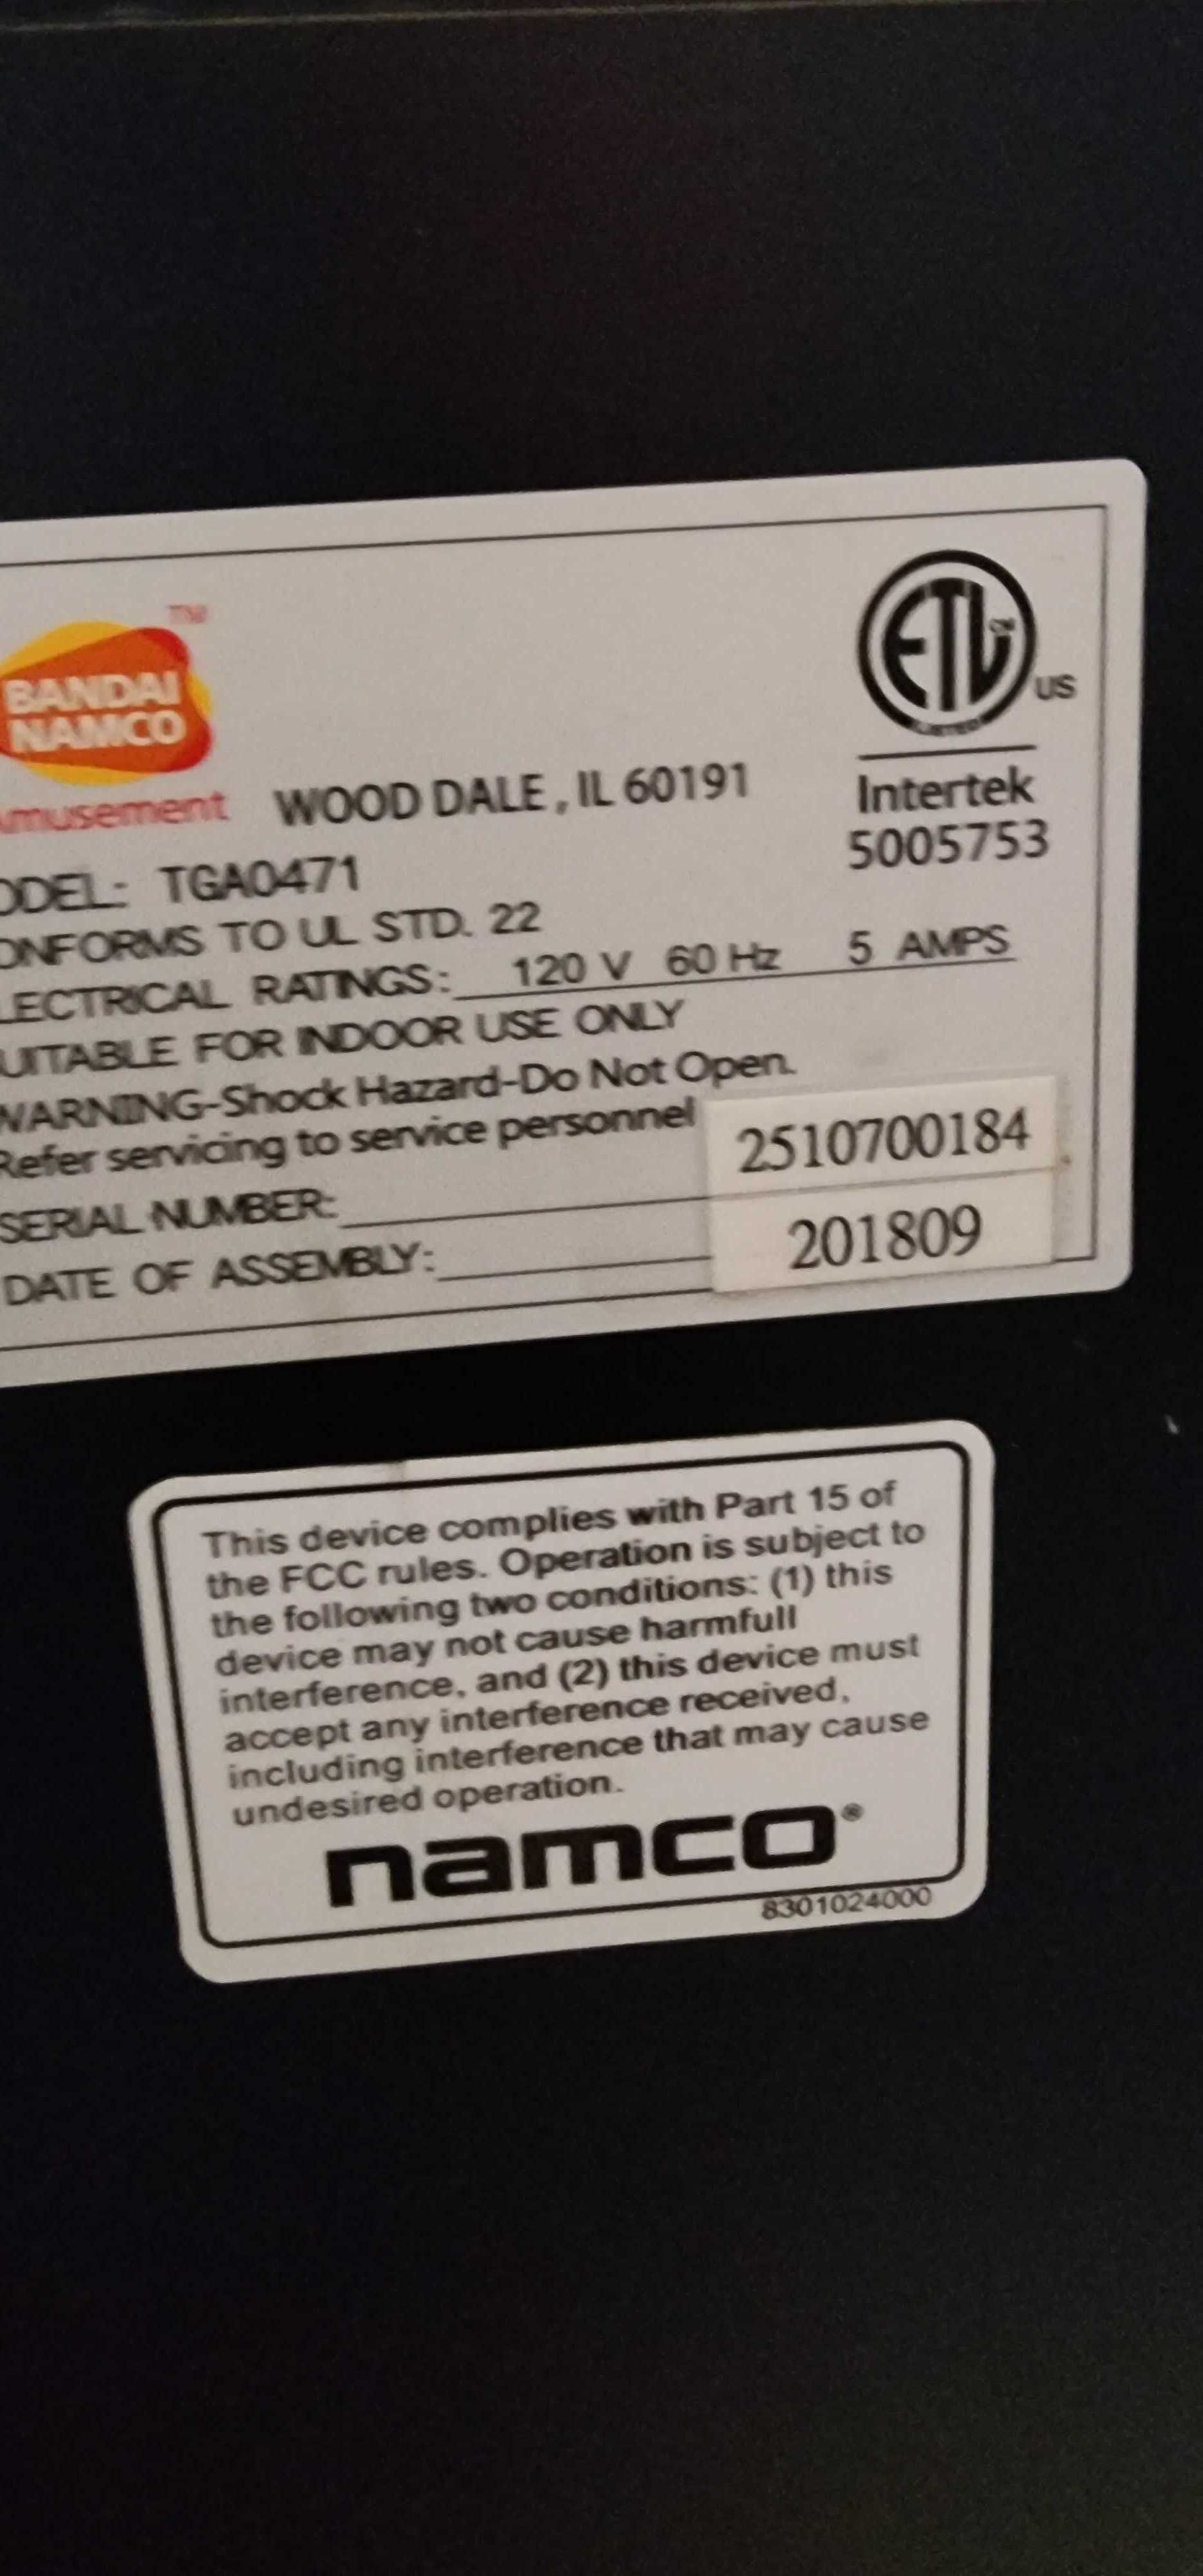 TM
BANDAI
NAMCO
Amusement WOOD DALE, IL 60191
ETL CM
LISTED
US
Intertek
5005753
ODEL: TGA0471
ONFORMS TO UL STD. 22
LECTRICAL RATINGS: 120 V 60 Hz 5 AMPS
UITABLE FOR INDOOR USE ONLY
WARNING-Shock Hazard-Do Not Open.
Refer servicing to service personnel
SERIAL NUMBER: 2510700184
DATE OF ASSEMBLY: 201809
This device complies with Part 15 of
the FCC rules. Operation is subject to
the following two conditions: (1) this
device may not cause harmfull
interference, and (2) this device must
accept any interference received,
including interference that may cause
undesired operation.
namco®
8301024000